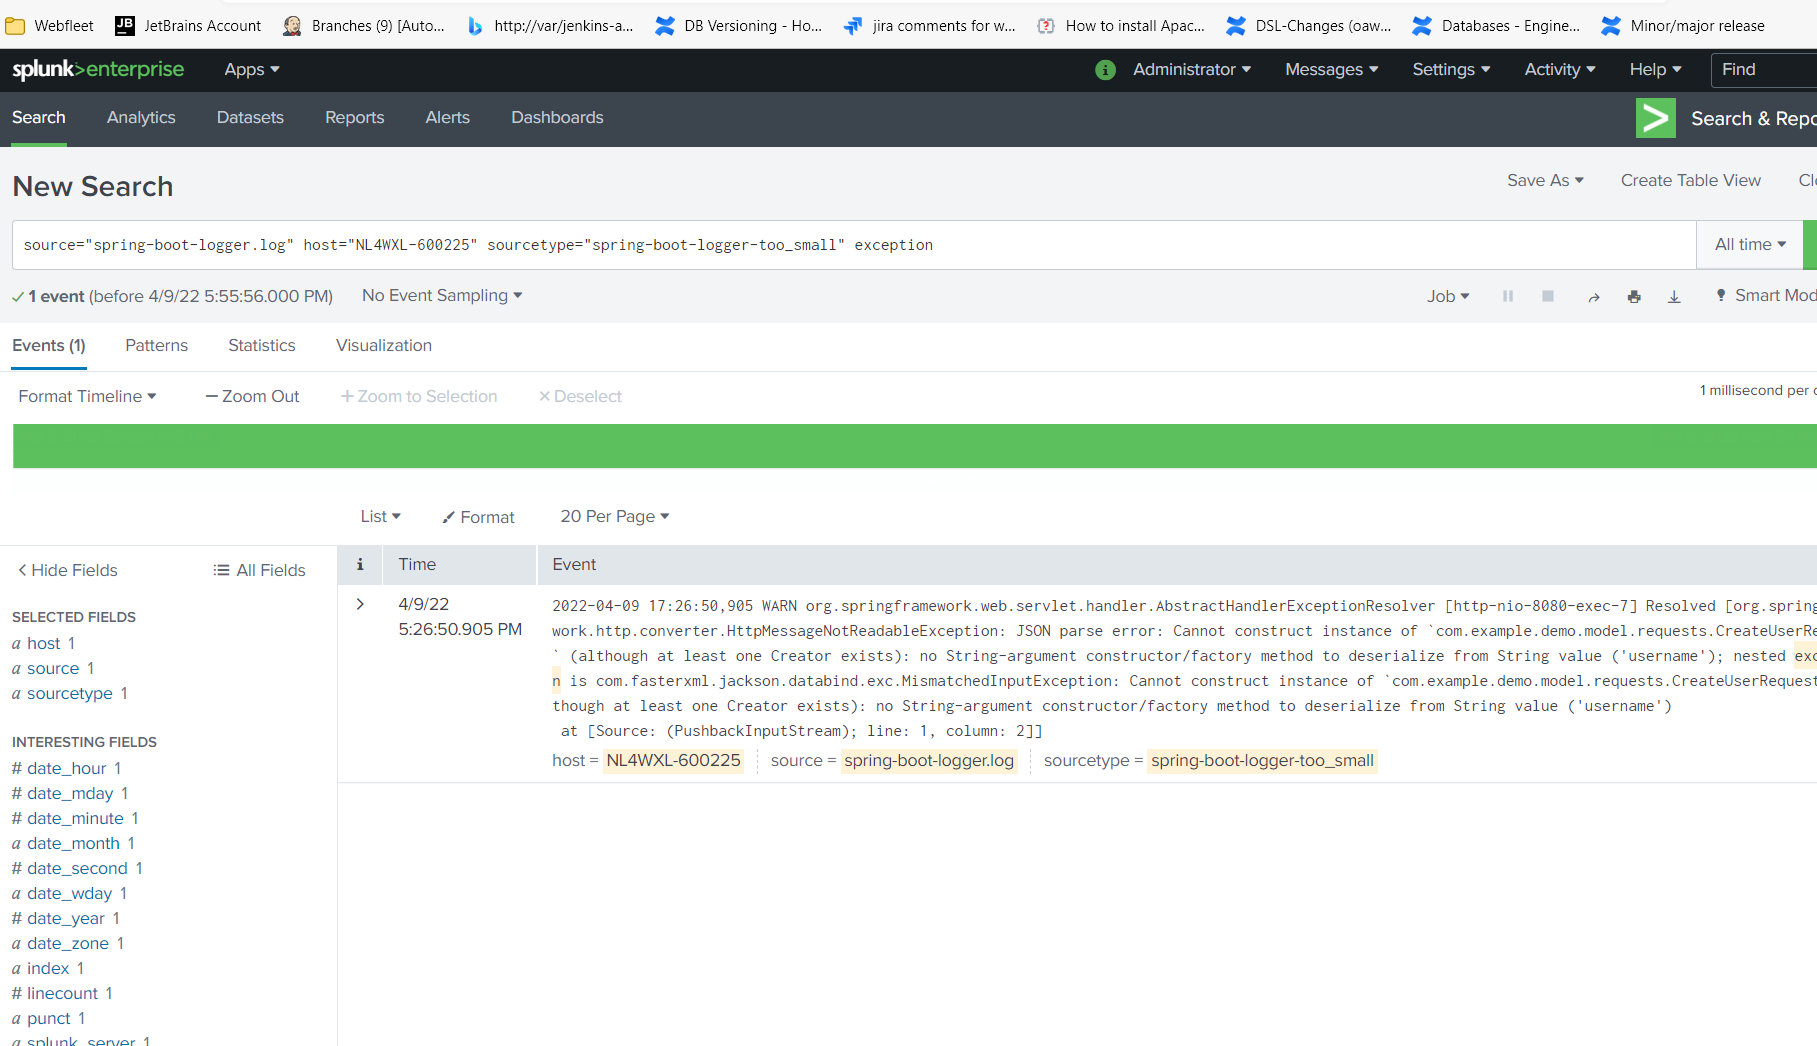 Webfleet JetBrains Account Branches (9) [Auto... http://var/jenkins-a... DB Versioning - Ho... jira comments for w... How to install Apac... DSL-Changes (oaw... Databases - Engine... Minor/major release
splunk>enterprise Apps Administrator Messages Settings Activity Help Find
Search Analytics Datasets Reports Alerts Dashboards Search & Repo
New Search Save As Create Table View Cl
source="spring-boot-logger.log" host="NL4WXL-600225" sourcetype="spring-boot-logger-too_small" exception All time
✓ 1 event (before 4/9/22 5:55:56.000 PM) No Event Sampling Job Smart Mod
Events (1) Patterns Statistics Visualization
Format Timeline — Zoom Out + Zoom to Selection × Deselect 1 millisecond per c
List Format 20 Per Page
< Hide Fields All Fields i Time Event
SELECTED FIELDS
a host 1
a source 1
a sourcetype 1
INTERESTING FIELDS
# date_hour 1
# date_mday 1
# date_minute 1
a date_month 1
# date_second 1
a date_wday 1
# date_year 1
a date_zone 1
a index 1
# linecount 1
a punct 1
a splunk_server 1
> 4/9/22
5:26:50.905 PM
2022-04-09 17:26:50,905 WARN org.springframework.web.servlet.handler.AbstractHandlerExceptionResolver [http-nio-8080-exec-7] Resolved [org.spring
work.http.converter.HttpMessageNotReadableException: JSON parse error: Cannot construct instance of `com.example.demo.model.requests.CreateUserRe
` (although at least one Creator exists): no String-argument constructor/factory method to deserialize from String value ('username'); nested exc
n is com.fasterxml.jackson.databind.exc.MismatchedInputException: Cannot construct instance of `com.example.demo.model.requests.CreateUserRequest
though at least one Creator exists): no String-argument constructor/factory method to deserialize from String value ('username')
at [Source: (PushbackInputStream); line: 1, column: 2]]
host = NL4WXL-600225 source = spring-boot-logger.log sourcetype = spring-boot-logger-too_small